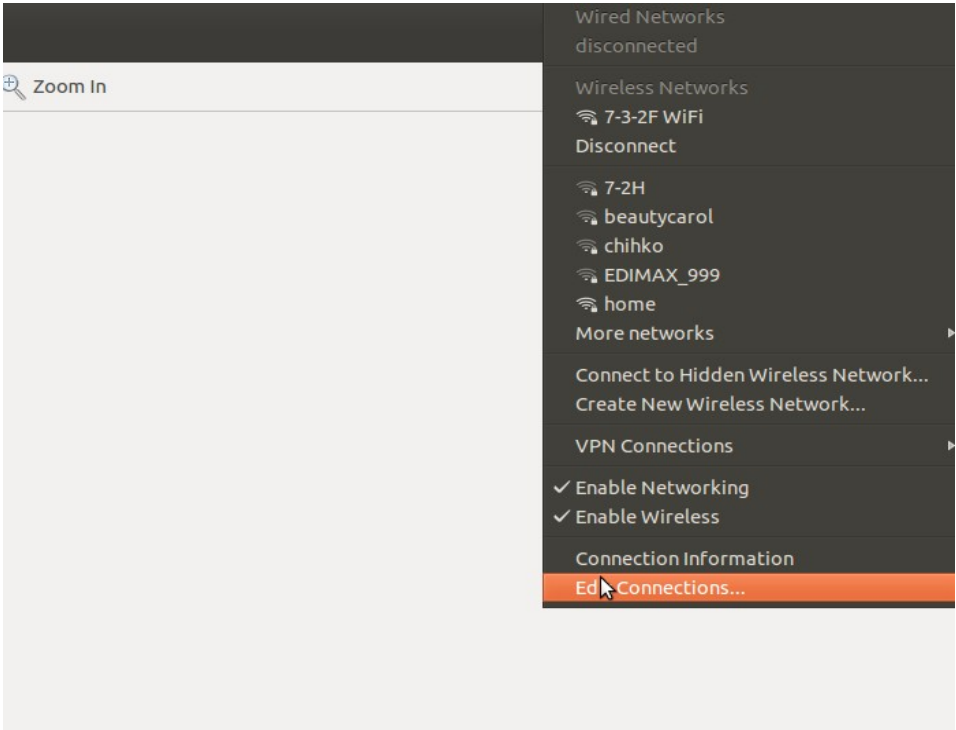 Wired Networks
disconnected
Zoom In
Wireless Networks
7-3-2F WiFi
Disconnect
7-2H
beautycarol
chihko
EDIMAX_999
home
More networks
Connect to Hidden Wireless Network...
Create New Wireless Network...
VPN Connections
Enable Networking
Enable Wireless
Connection Information
Ed Connections...